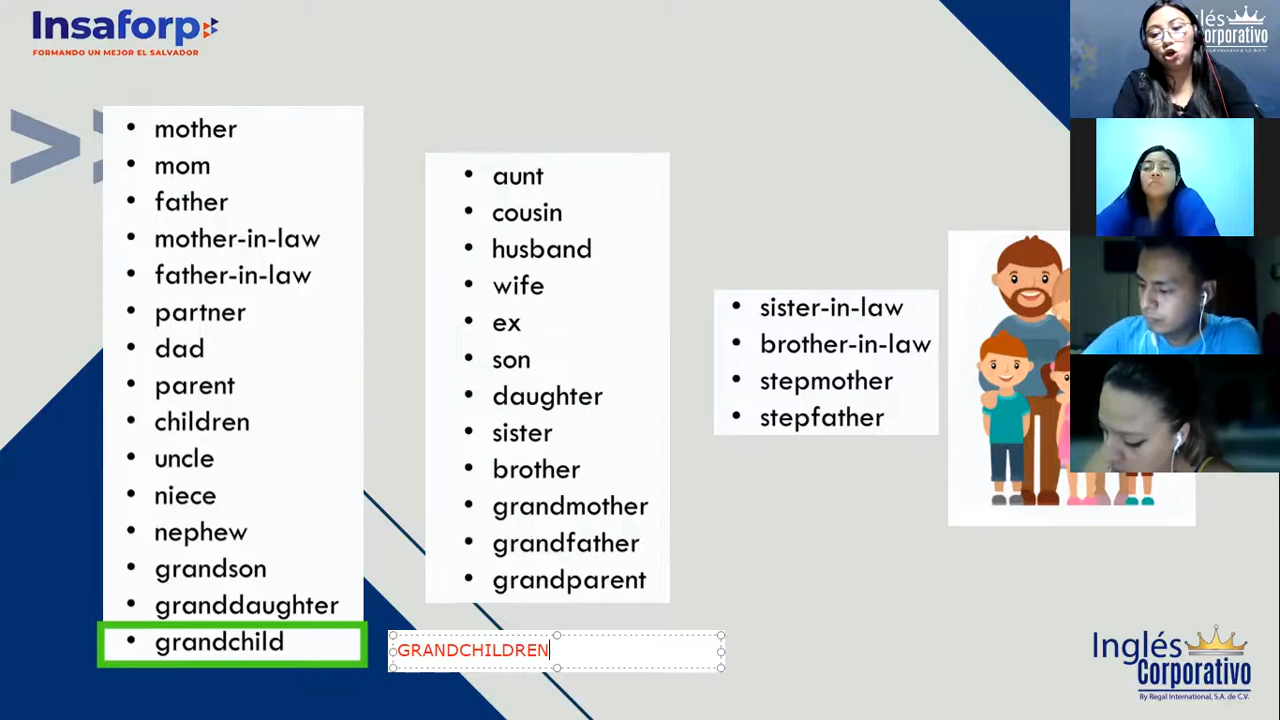 Insaforp
FORMANDO UN MEJOR EL SALVADOR
mother
mom
father
mother-in-law
father-in-law
partner
dad
parent
children
uncle
niece
nephew
grandson
granddaughter
grandchild
aunt
cousin
husband
wife
ex
son
daughter
sister
brother
grandmother
grandfather
grandparent
GRANDCHILDREN
sister-in-law
brother-in-law
stepmother
stepfather
lés
orporativo
Inglés
Corporativo
By Regal International, S.A. de C.V.